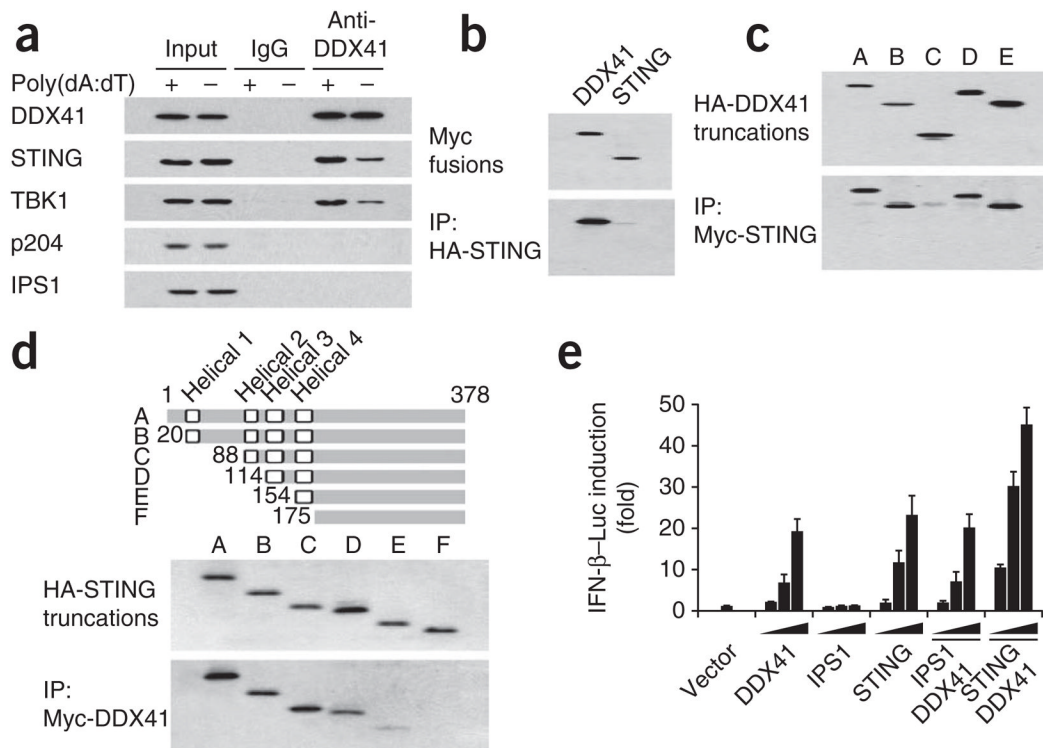 a
Input IgG Anti-
DDX41
Poly(dA:dT) + − + − + −
DDX41
STING
TBK1
p204
IPS1
b
DDX41 STING
Myc
fusions
IP:
HA-STING
c
A B C D E
HA-DDX41
truncations
IP:
Myc-STING
d
Helical 1 Helical 2 Helical 3 Helical 4
1 378
A
B 20
C 88
D 114
E 154
F 175
A B C D E F
HA-STING
truncations
IP:
Myc-DDX41
e
IFN-β–Luc induction
(fold)
50
40
30
20
10
0
Vector DDX41 IPS1 STING IPS1 DDX41 STING DDX41